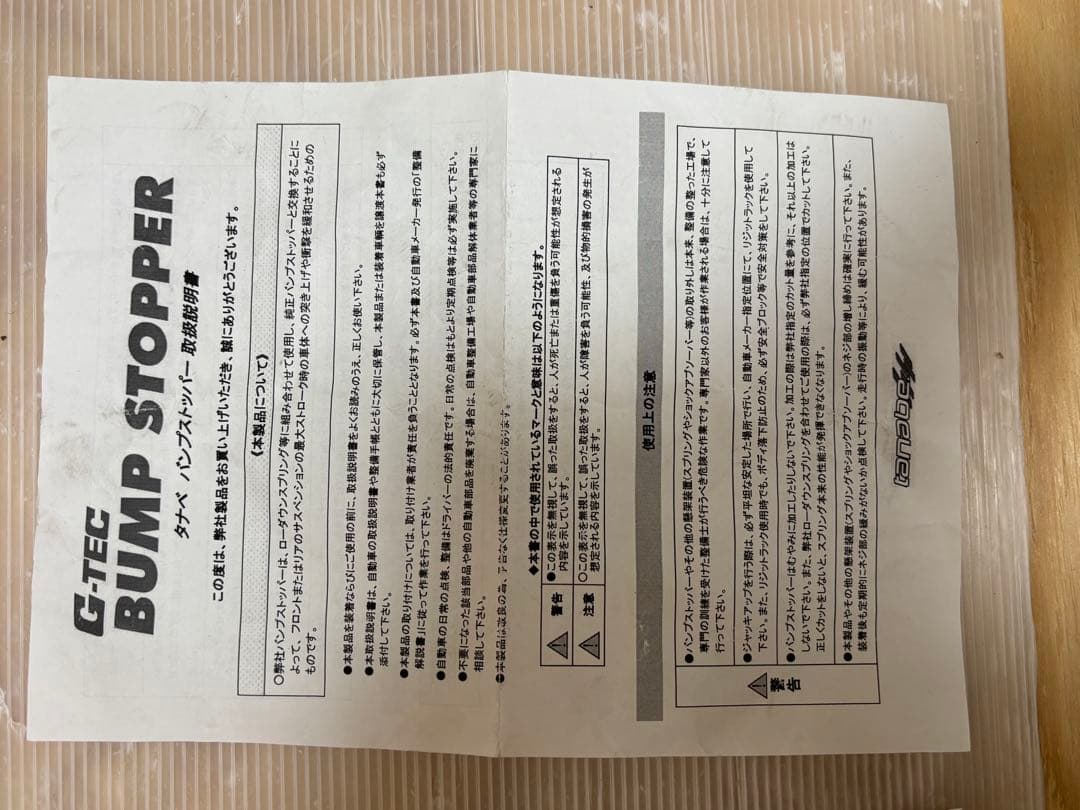 G-TEC
BUMP STOPPER
タナベ バンプストッパー 取扱説明書
この度は、弊社製品をお買い上げいただき、誠にありがとうございます。
《本製品について》
○弊社バンプストッパーは、ローダウンスプリング等に組み合わせて使用し、純正バンプストッパーと交換することに
よって、フロントまたはリアのサスペンションの最大ストローク時の車体への突き上げや衝撃を緩和させるための
ものです。
●本製品を装着ならびにご使用の前に、取扱説明書をよくお読みのうえ、正しくお使い下さい。
●本取扱説明書は、自動車の取扱説明書や整備手帳とともに大切に保管し、本製品または装着車輌を譲渡本書も必ず
添付して下さい。
●本製品の取り付けについては、取り付け業者が責任を負うことになります。必ず本書及び自動車メーカー発行の「整備
解説書」に従って作業を行って下さい。
●自動車の日常の点検、整備はドライバーの法的責任です。日常の点検はもとより定期点検等は必ず実施して下さい。
●不要になった該当部品や他の自動車部品を廃棄する場合は、自動車整備工場や自動車部品解体業者等の専門家に
相談して下さい。
●本製品は改良の為、予告なく仕様変更することがあります。
◆本書の中で使用されているマークと意味は以下のようになります。
警告
●この表示を無視して、誤った取扱をすると、人が死亡または重傷を負う可能性が想定される
内容を示しています。
注意
○この表示を無視して、誤った取扱をすると、人が障害を負う可能性、及び物的損害の発生が
想定される内容を示しています。
使用上の注意
警告
●バンプストッパーやその他の懸架装置(スプリングやショックアブソーバー等)の取り外しは本来、整備の整った工場で、
専門の訓練を受けた整備士が行うべき危険な作業です。専門家以外のお客様が作業される場合は、十分に注意して
行って下さい。
●ジャッキアップを行う際は、必ず平坦な安定した場所で行い、自動車メーカー指定位置にて、リジットラックを使用して
下さい。また、リジットラック使用時でも、ボディ落下防止のため、必ず安全ブロック等で安全対策をして下さい。
●バンプストッパーはむやみに加工したりしないで下さい。加工の際は弊社指定のカット量を参考に、それ以上の加工は
しないで下さい。また、弊社ローダウンスプリングを合わせてご使用の際は、必ず弊社指定の位置でカットして下さい。
正しくカットをしないと、スプリング本来の性能が発揮できなくなります。
●本製品やその他の懸架装置(スプリングやショックアブソーバー)のネジ部の増し締めは確実に行って下さい。また、
装着後も定期的にネジ部の緩みがないか点検して下さい。走行時の振動等により、緩む可能性があります。
tanabe